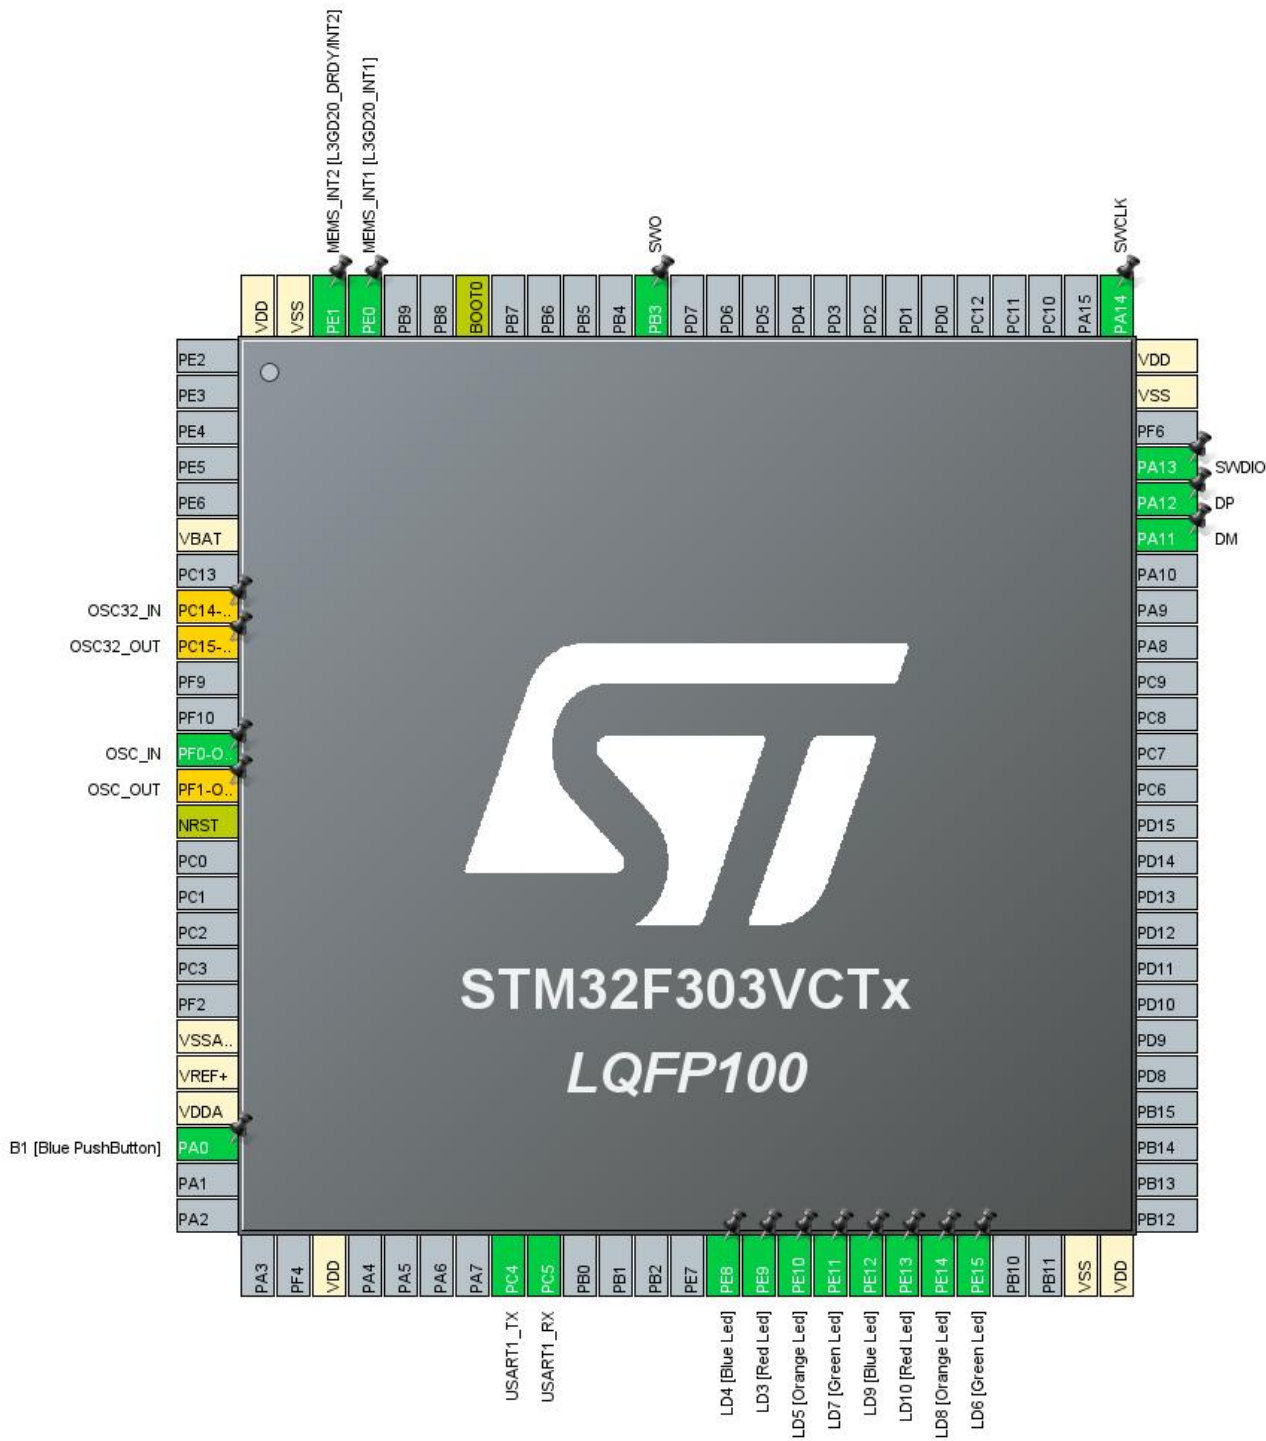 MEMS_INT2 [L3GD20_DRDY/INT2]
MEMS_INT1 [L3GD20_INT1]
SWO
SWCLK
VDD
VSS
PE1
PE0
PB9
PB8
BOOT0
PB7
PB6
PB5
PB4
PB3
PD7
PD6
PD5
PD4
PD3
PD2
PD1
PD0
PC12
PC11
PC10
PA15
PA14
PE2
PE3
PE4
PE5
PE6
VBAT
PC13
OSC32_IN PC14-..
OSC32_OUT PC15-..
PF9
PF10
OSC_IN PF0-O..
OSC_OUT PF1-O..
NRST
PC0
PC1
PC2
PC3
PF2
VSSA..
VREF+
VDDA
B1 [Blue PushButton] PA0
PA1
PA2
VDD
VSS
PF6
PA13 SWDIO
PA12 DP
PA11 DM
PA10
PA9
PA8
PC9
PC8
PC7
PC6
PD15
PD14
PD13
PD12
PD11
PD10
PD9
PD8
PB15
PB14
PB13
PB12
ST
STM32F303VCTx
LQFP100
PA3
PF4
VDD
PA4
PA5
PA6
PA7
PC4
PC5
PB0
PB1
PB2
PE7
PE8
PE9
PE10
PE11
PE12
PE13
PE14
PE15
PB10
PB11
VSS
VDD
USART1_TX
USART1_RX
LD4 [Blue Led]
LD3 [Red Led]
LD5 [Orange Led]
LD7 [Green Led]
LD9 [Blue Led]
LD10 [Red Led]
LD8 [Orange Led]
LD6 [Green Led]